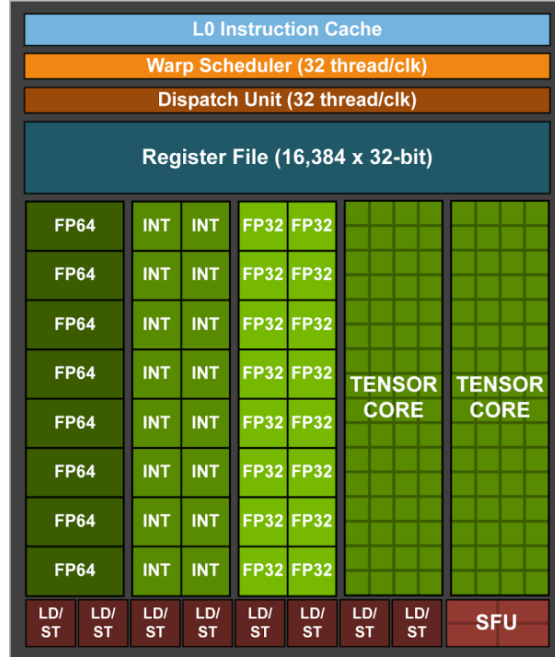 L0 Instruction Cache
Warp Scheduler (32 thread/clk)
Dispatch Unit (32 thread/clk)
Register File (16,384 x 32-bit)
FP64 INT INT FP32 FP32
FP64 INT INT FP32 FP32
FP64 INT INT FP32 FP32
FP64 INT INT FP32 FP32
TENSOR TENSOR
CORE CORE
FP64 INT INT FP32 FP32
FP64 INT INT FP32 FP32
FP64 INT INT FP32 FP32
FP64 INT INT FP32 FP32
LD/ LD/ LD/ LD/ LD/ LD/ LD/ LD/
ST ST ST ST ST ST ST ST
SFU